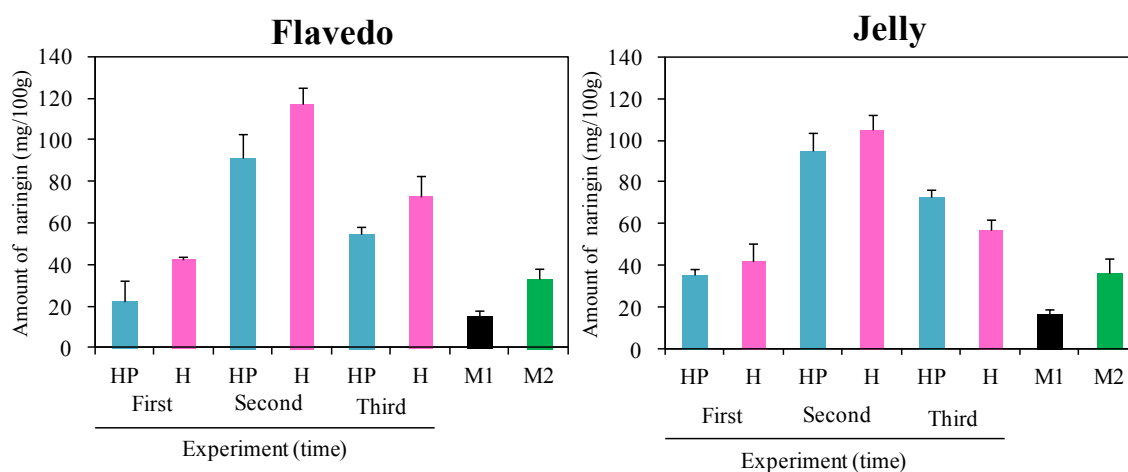 Flavedo
Amount of naringin (mg/100g)
140
120
100
80
60
40
20
0
HP H HP H HP H M1 M2
First Second Third
Experiment (time)
Jelly
Amount of naringin (mg/100g)
140
120
100
80
60
40
20
0
HP H HP H HP H M1 M2
First Second Third
Experiment (time)